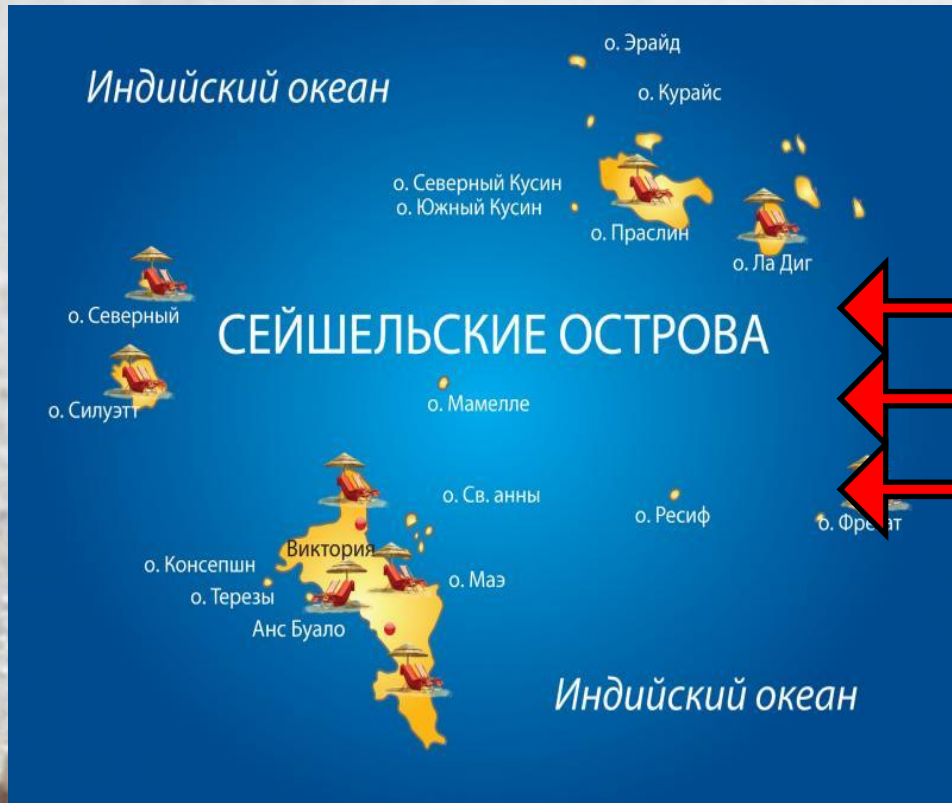 о. Эрайд
Индийский океан
о. Курайс
о. Северный Кусин
о. Южный Кусин
о. Праслин
о. Ла Диг
о. Северный
СЕЙШЕЛЬСКИЕ ОСТРОВА
о. Силуэтт
о. Мамелле
о. Св. анны
о. Ресиф
о. Фрегат
Виктория
о. Консепшн
о. Маэ
о. Терезы
Анс Буало
Индийский океан